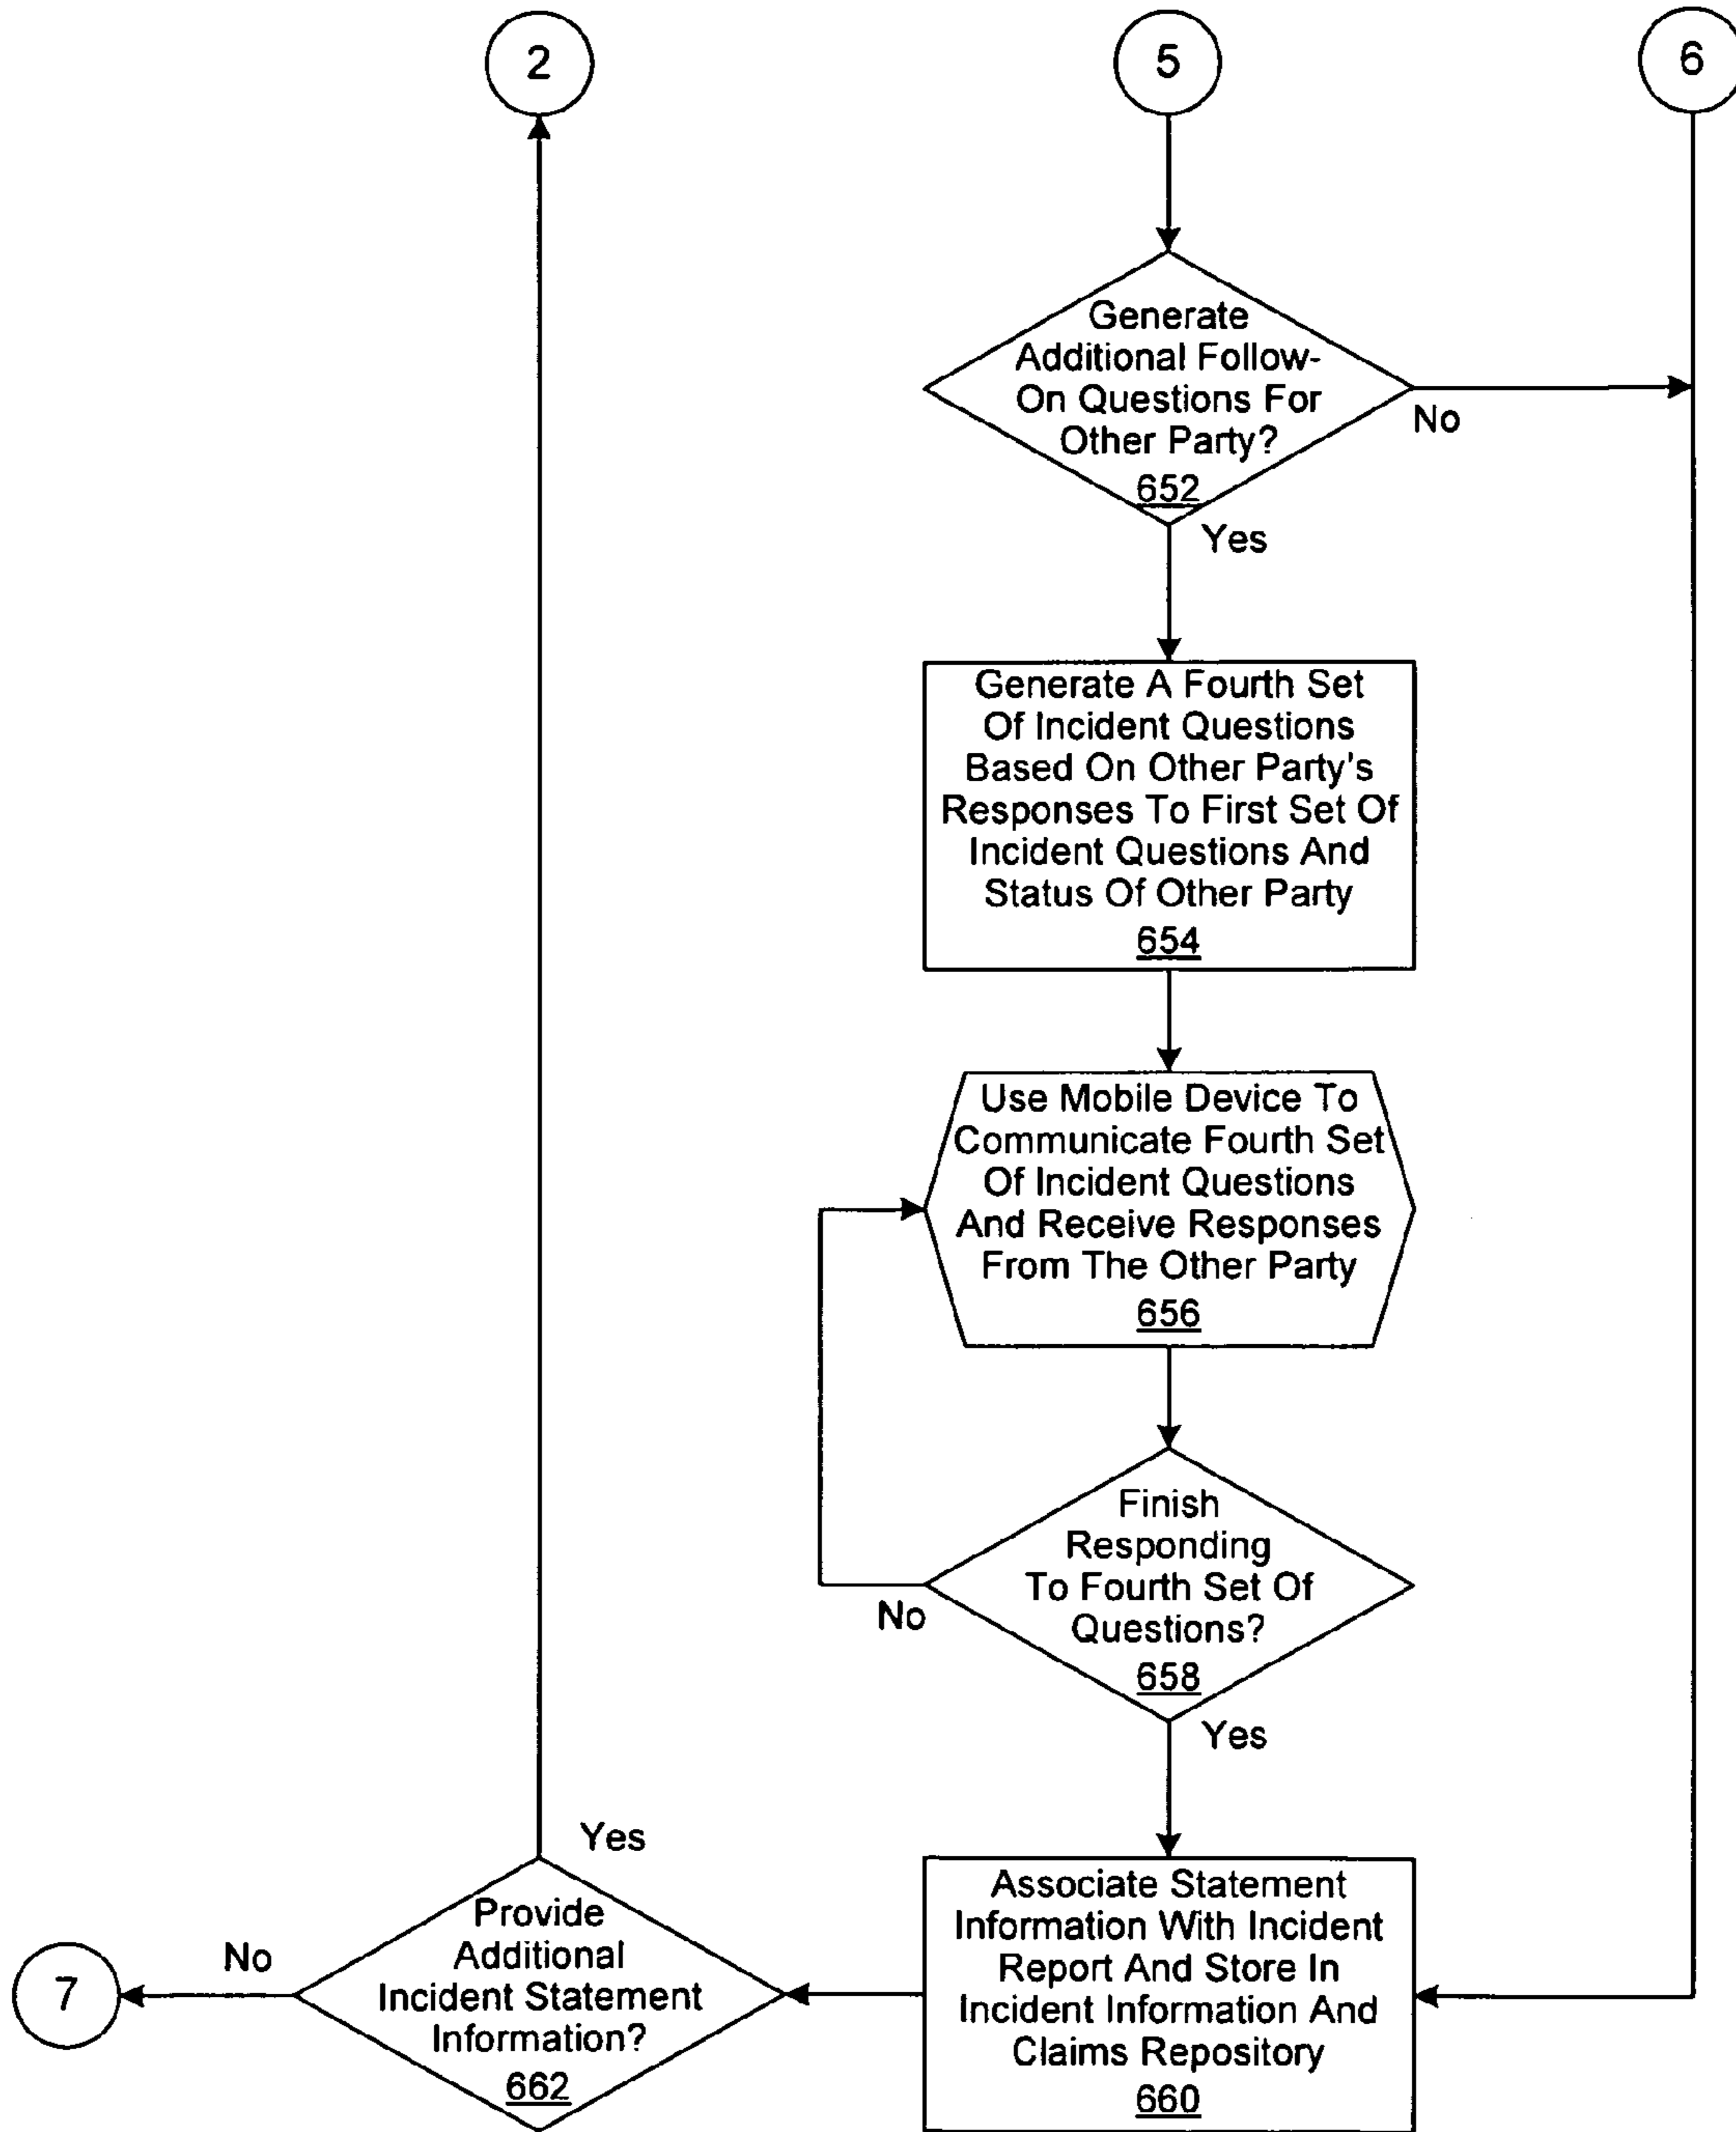 2
5
6
Generate
Additional Follow-
On Questions For
Other Party?
652
No
Yes
Generate A Fourth Set
Of Incident Questions
Based On Other Party's
Responses To First Set Of
Incident Questions And
Status Of Other Party
654
Use Mobile Device To
Communicate Fourth Set
Of Incident Questions
And Receive Responses
From The Other Party
656
Finish
Responding
To Fourth Set Of
Questions?
658
No
Yes
Associate Statement
Information With Incident
Report And Store In
Incident Information And
Claims Repository
660
Yes
Provide
Additional
Incident Statement
Information?
662
No
7